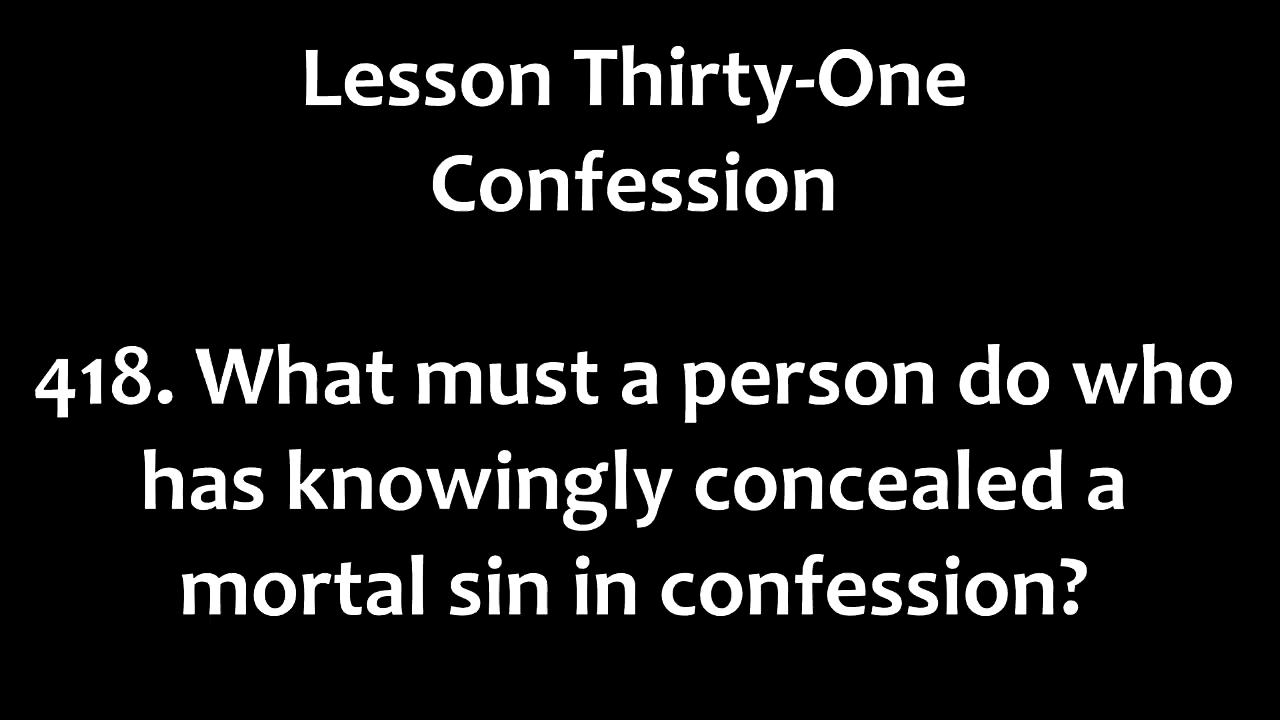 Lesson Thirty-One
Confession
418. What must a person do who
has knowingly concealed a
mortal sin in confession?